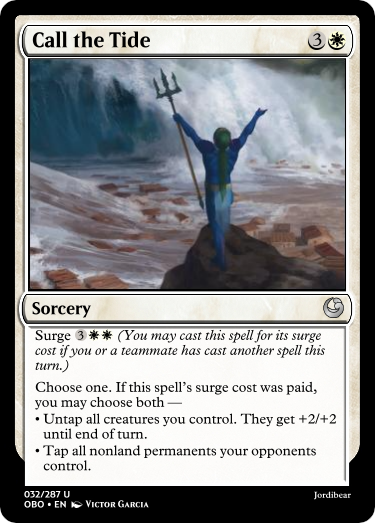 Call the Tide 3
Sorcery
Surge 3 (You may cast this spell for its surge
cost if you or a teammate has cast another spell this
turn.)
Choose one. If this spell's surge cost was paid,
you may choose both —
• Untap all creatures you control. They get +2/+2
until end of turn.
• Tap all nonland permanents your opponents
control.
032/287 U
OBO • EN Victor Garcia
Jordibear